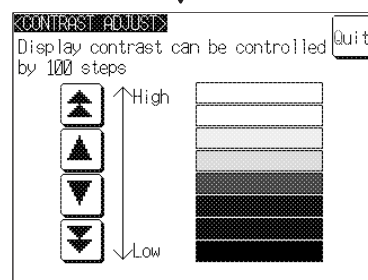 <CONTRAST ADJUST>
Quit
Display contrast can be controlled
by 100 steps
High
Low